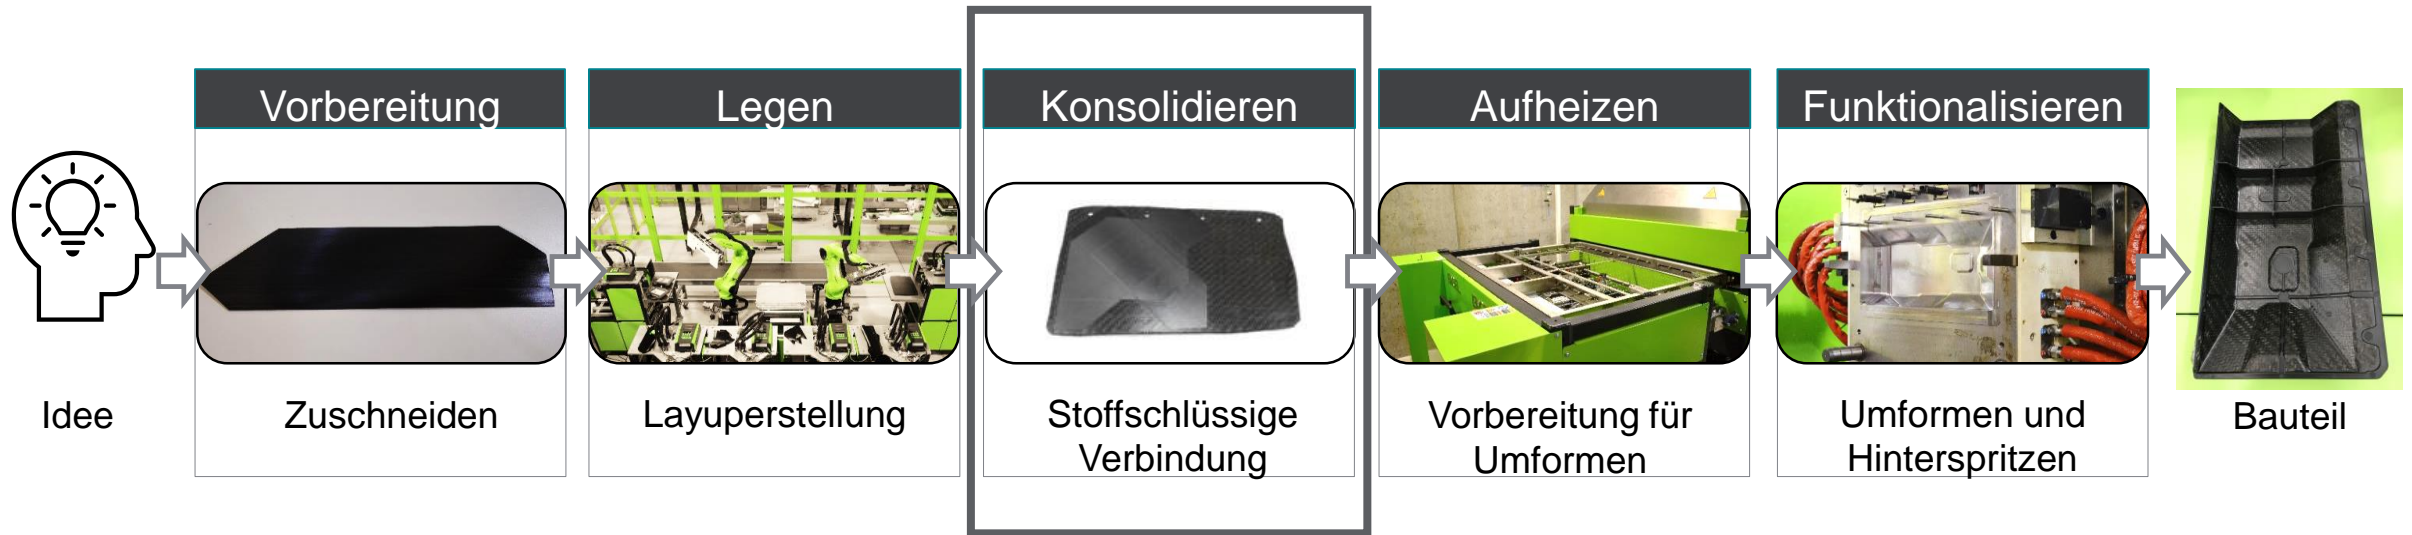 Vorbereitung
Legen
Konsolidieren
Aufheizen
Funktionalisieren
Idee
Zuschneiden
Layuperstellung
Stoffschlüssige
Verbindung
Vorbereitung für
Umformen
Umformen und
Hinterspritzen
Bauteil